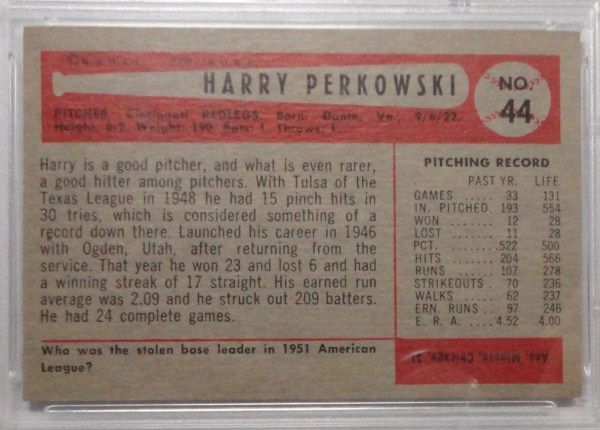 HARRY PERKOWSKI
NO. 44
PITCHER. Cincinnati REDLEGS. Born: Dante, Va., 9/6/22.
Height: 6-2. Weight: 190. Throws: L.
Harry is a good pitcher, and what is even rarer,
a good hitter among pitchers. With Tulsa of the
Texas League in 1948 he had 15 pinch hits in
30 tries, which is considered something of a
record down there. Launched his career in 1946
with Ogden, Utah, after returning from the
service. That year he won 23 and lost 6 and had
a winning streak of 17 straight. His earned run
average was 2.09 and he struck out 209 batters.
He had 24 complete games.
Who was the stolen base leader in 1951 American
League?
PITCHING RECORD
PAST YR. LIFE
GAMES 33 131
IN. PITCHED 193 554
WON 12 28
LOST 11 28
PCT. .522 500
HITS 204 566
RUNS 107 278
STRIKEOUTS 70 236
WALKS 62 237
ERN. RUNS 97 246
E. R. A. 4.52 4.00
Ans. Minoso, Chicago, 31